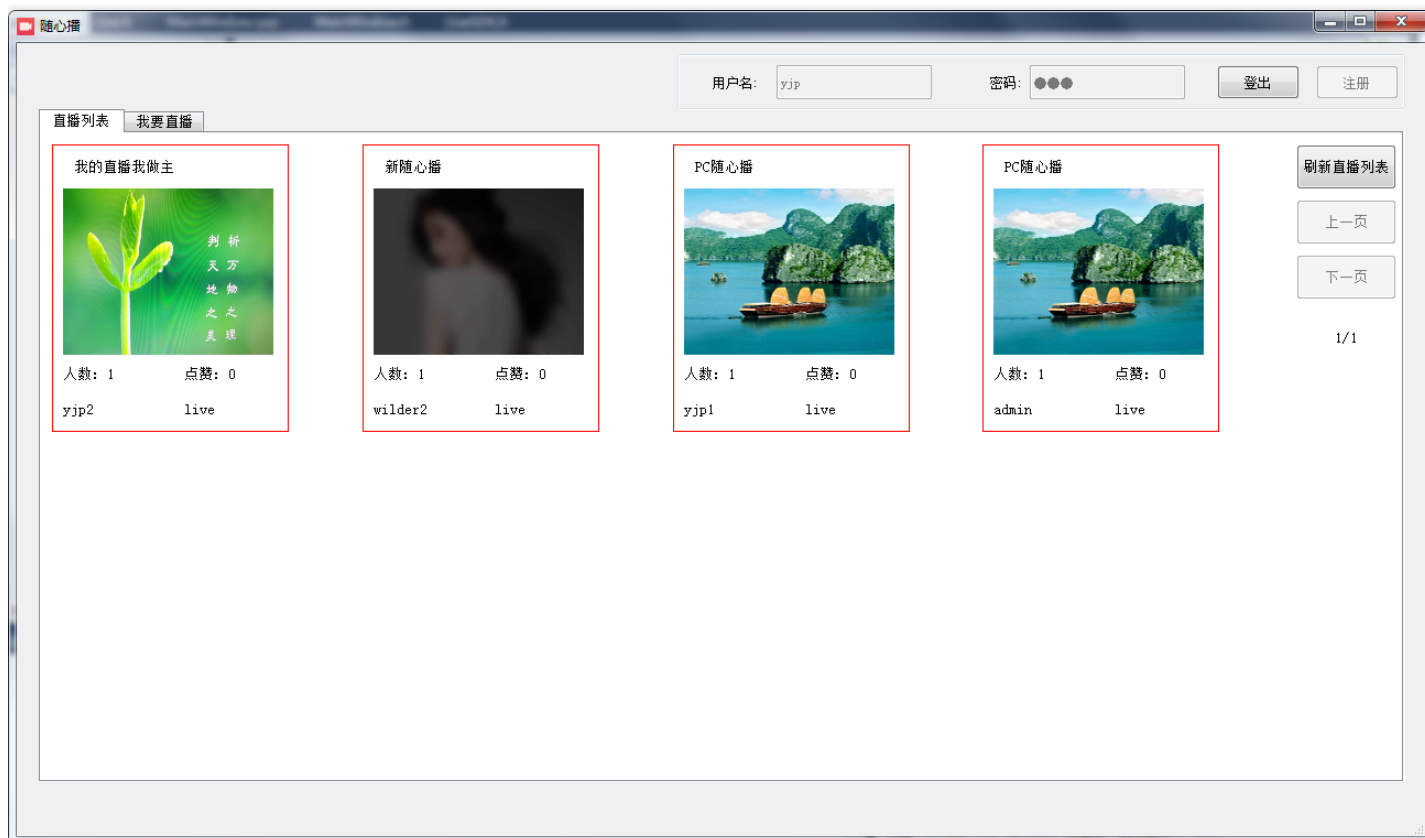 随心播
用户名: yjp 密码: 登出 注册
直播列表 我要直播
我的直播我做主
判 析
天 万
地 物
之 之
美 理
人数: 1 点赞: 0
yjp2 live
新随心播
人数: 1 点赞: 0
wilder2 live
PC随心播
人数: 1 点赞: 0
yjp1 live
PC随心播
人数: 1 点赞: 0
admin live
刷新直播列表
上一页
下一页
1/1